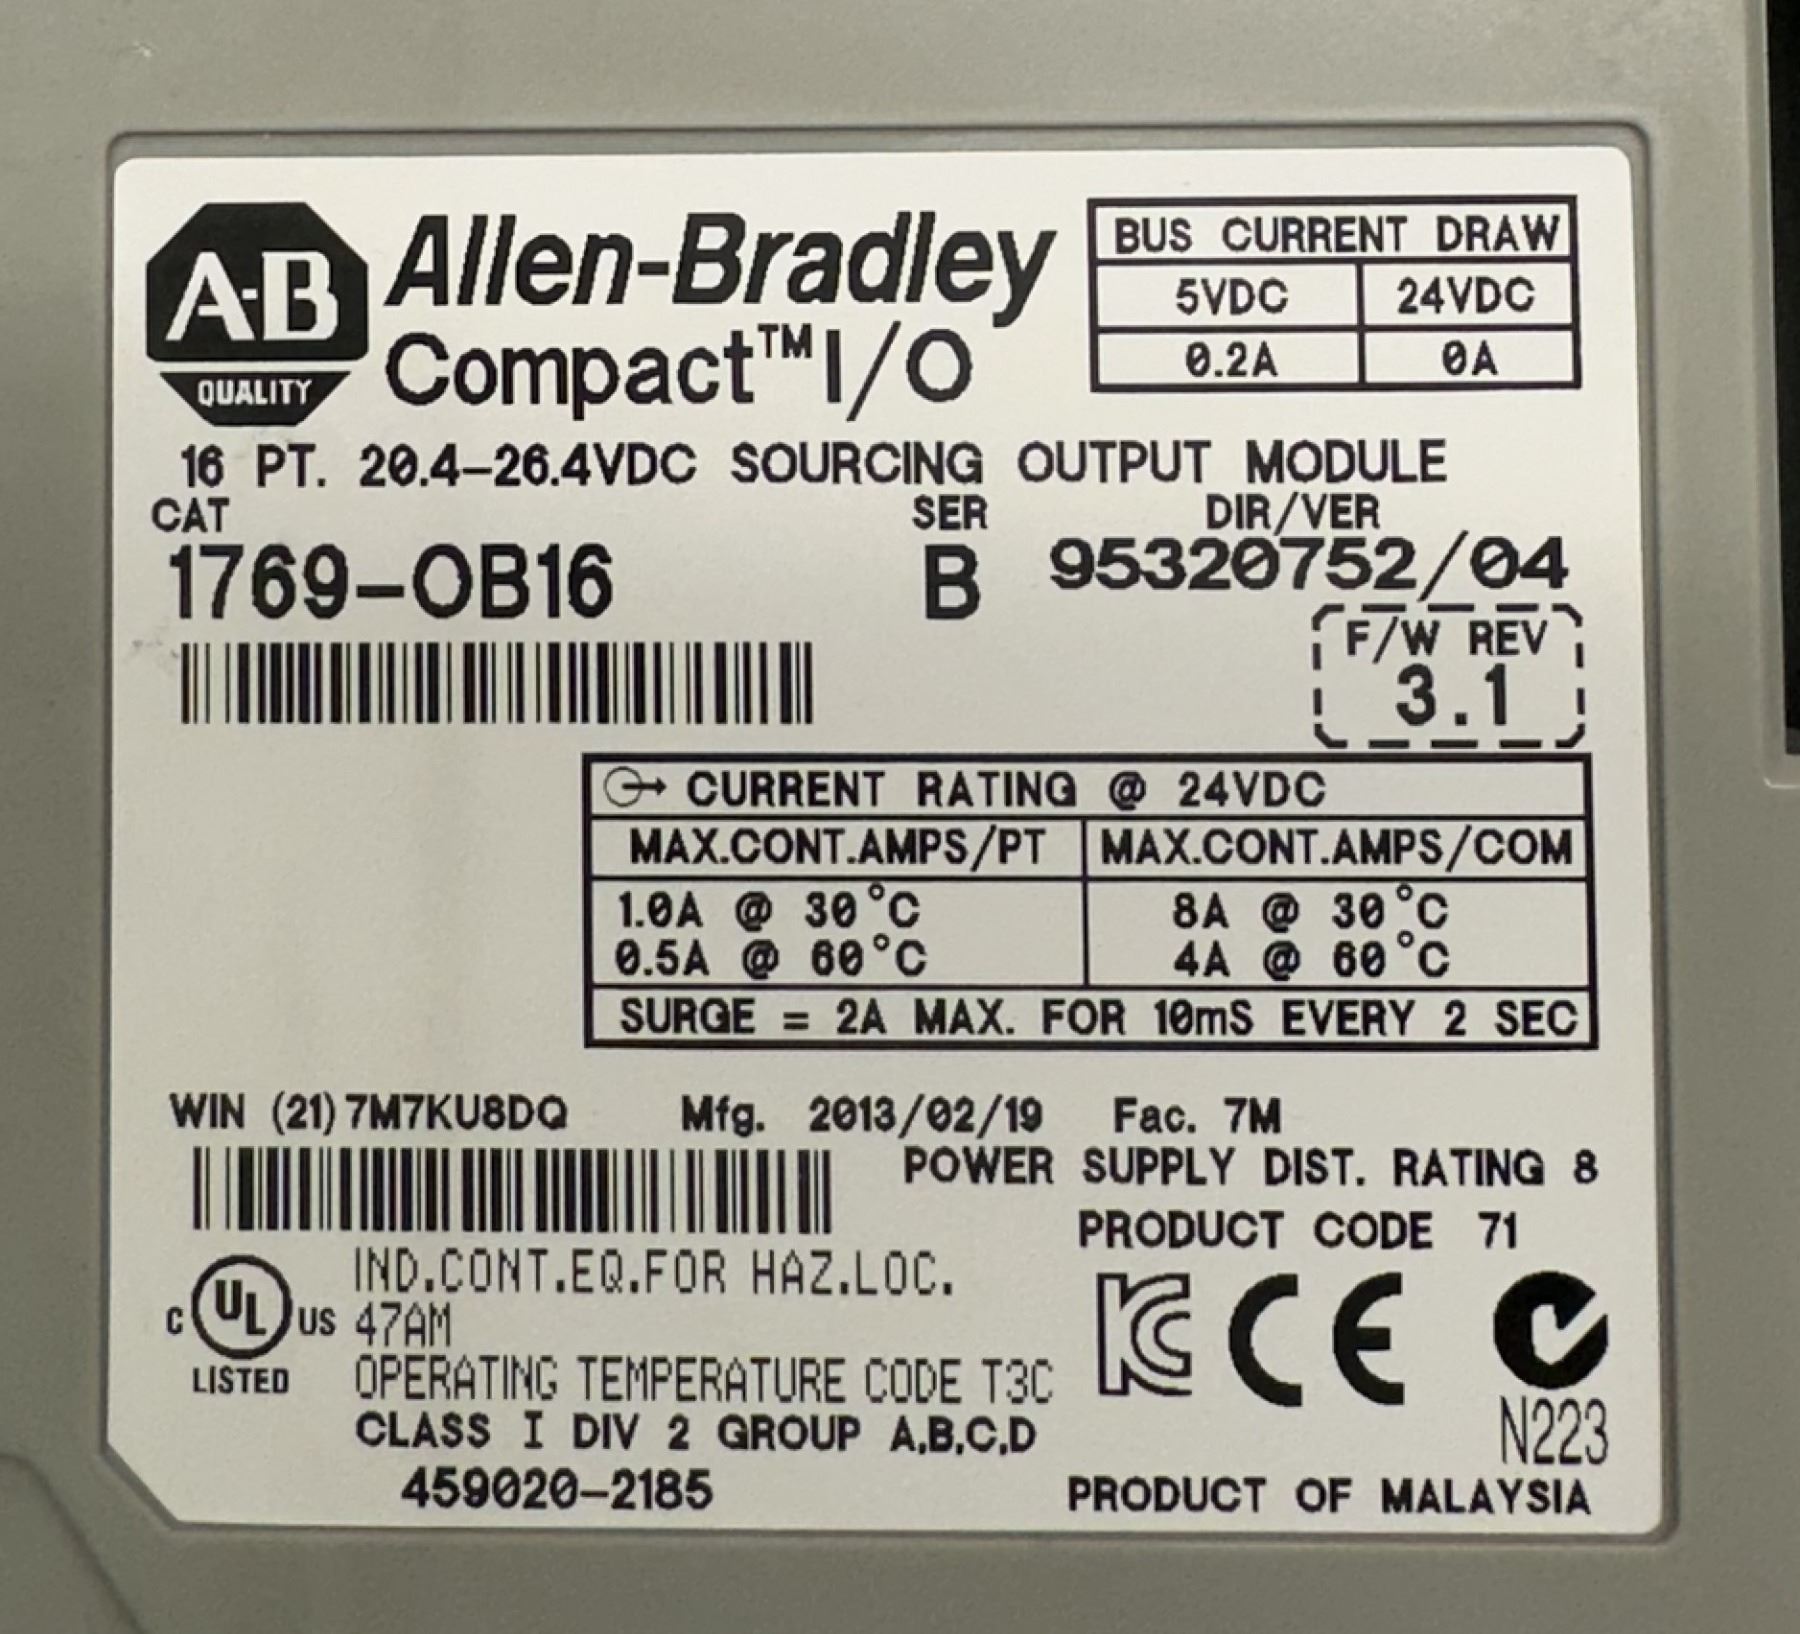 A-B
QUALITY
Allen-Bradley
Compact™ I/O
BUS CURRENT DRAW
5VDC 24VDC
0.2A 0A
16 PT. 20.4-26.4VDC SOURCING OUTPUT MODULE
CAT SER DIR/VER
1769-OB16 B 95320752/04
F/W REV
3.1
CURRENT RATING @ 24VDC
MAX.CONT.AMPS/PT MAX.CONT.AMPS/COM
1.0A @ 30°C 8A @ 30°C
0.5A @ 60°C 4A @ 60°C
SURGE = 2A MAX. FOR 10mS EVERY 2 SEC
WIN (21) 7M7KU8DQ Mfg. 2013/02/19 Fac. 7M
POWER SUPPLY DIST. RATING 8
PRODUCT CODE 71
C UL US
LISTED
IND.CONT.EQ.FOR HAZ.LOC.
47AM
OPERATING TEMPERATURE CODE T3C
CLASS I DIV 2 GROUP A,B,C,D
459020-2185
KC CE
N223
PRODUCT OF MALAYSIA